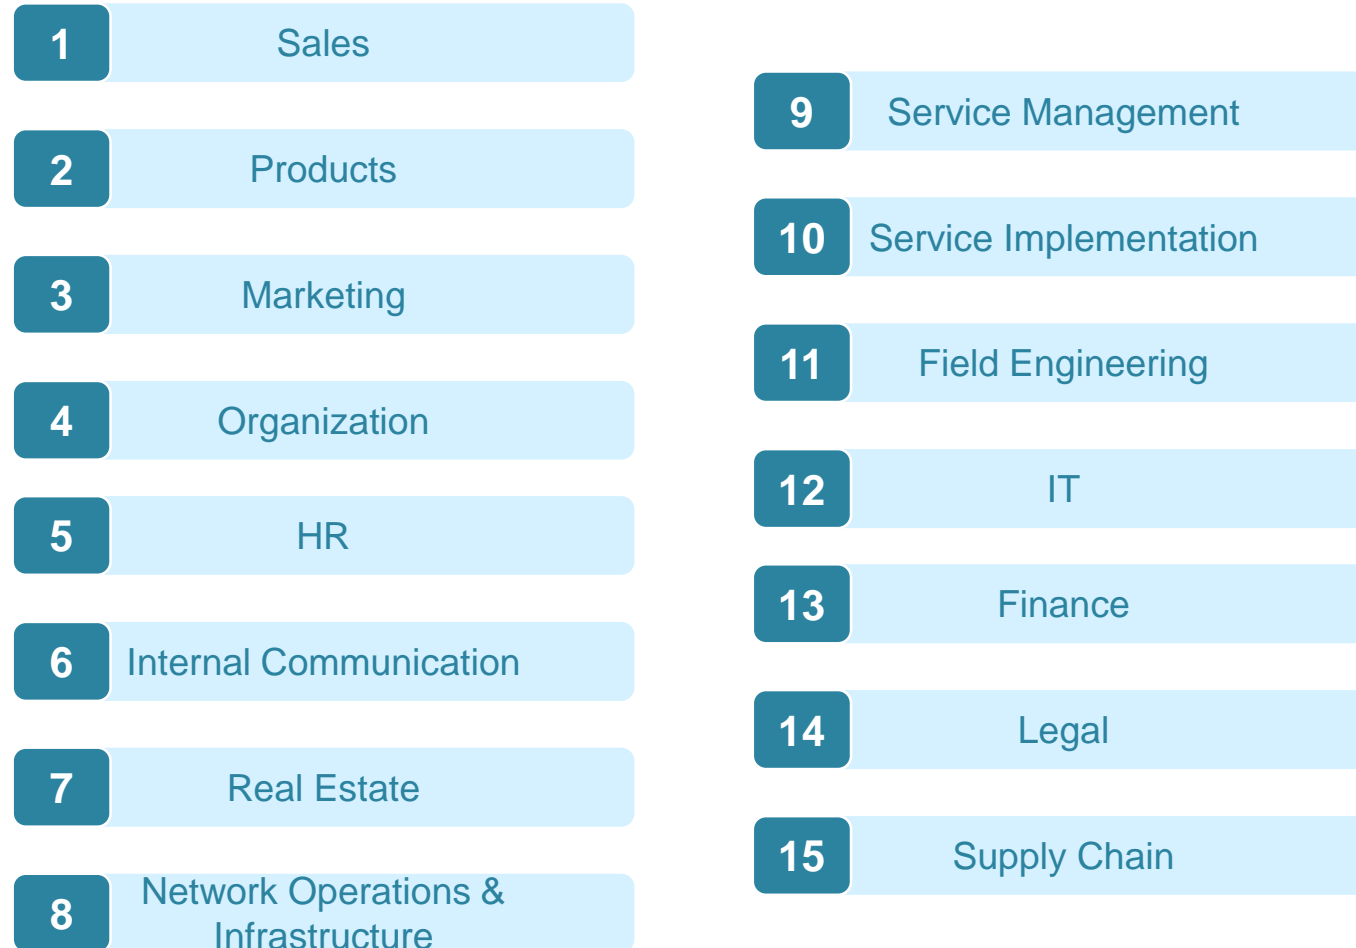 1 Sales
2 Products
3 Marketing
4 Organization
5 HR
6 Internal Communication
7 Real Estate
8 Network Operations &
Infrastructure
9 Service Management
10 Service Implementation
11 Field Engineering
12 IT
13 Finance
14 Legal
15 Supply Chain